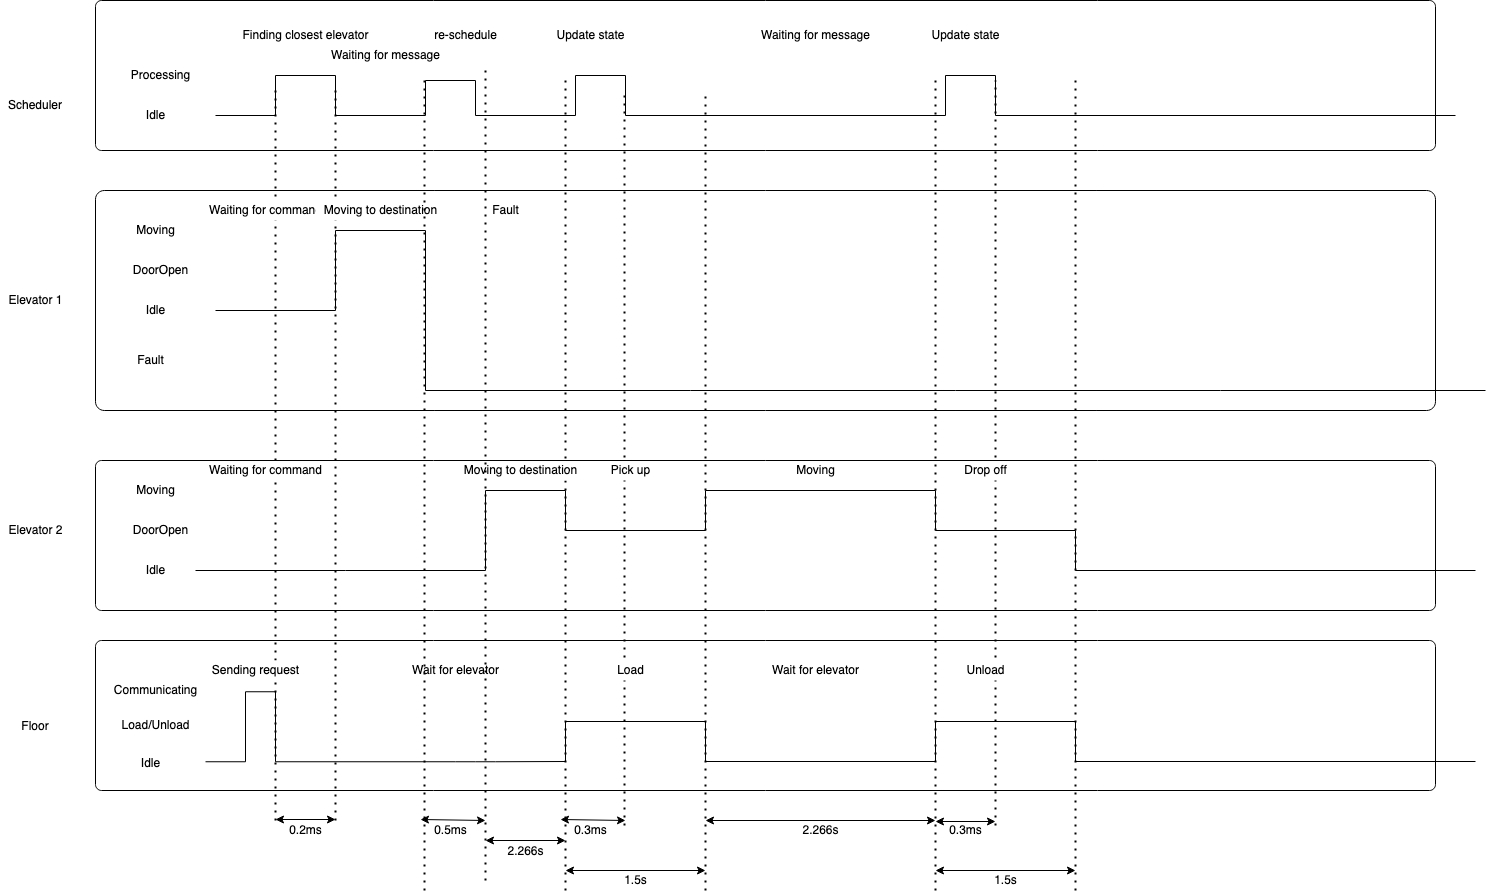 Finding closest elevator
re-schedule
Update state
Waiting for message
Update state
Waiting for message
Processing
Scheduler
Idle
Waiting for comman
Moving to destination
Fault
Moving
DoorOpen
Elevator 1
Idle
Fault
Waiting for command
Moving to destination
Pick up
Moving
Drop off
Moving
DoorOpen
Elevator 2
Idle
Sending request
Wait for elevator
Load
Wait for elevator
Unload
Communicating
Load/Unload
Floor
Idle
0.2ms
0.5ms
0.3ms
2.266s
0.3ms
2.266s
1.5s
1.5s